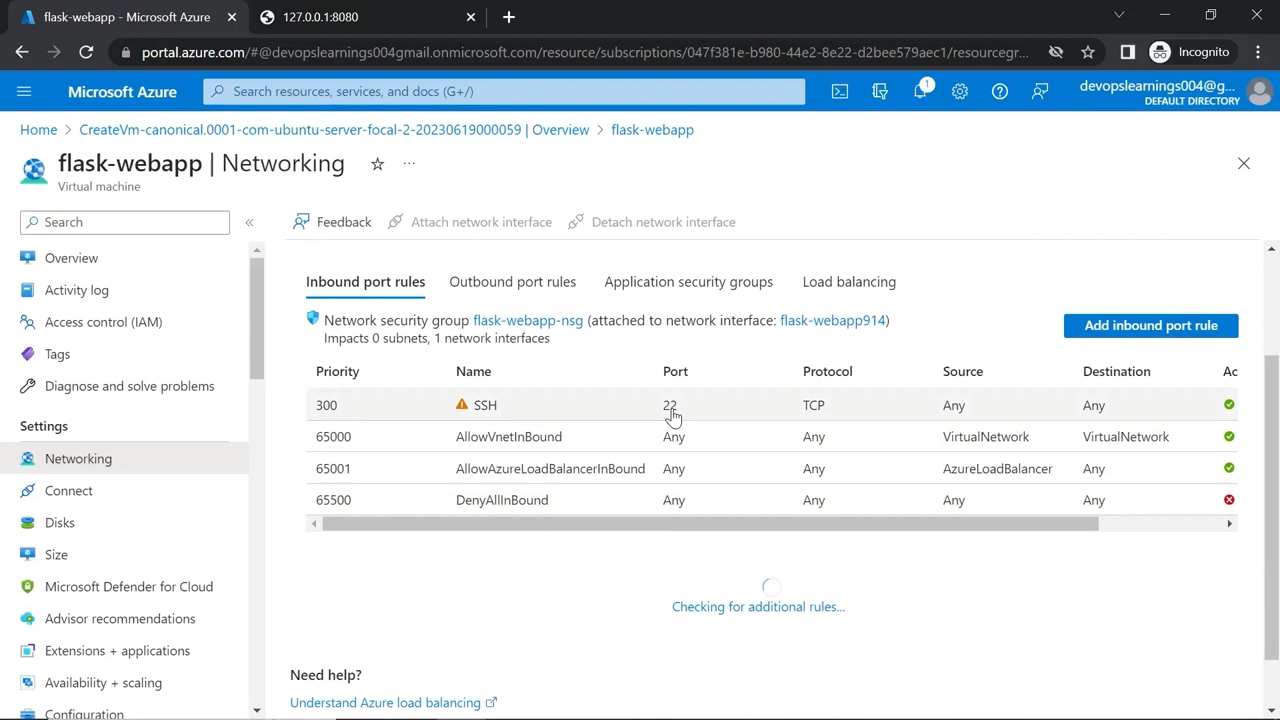 flask-webapp - Microsoft Azure
127.0.0.1:8080
portal.azure.com/#@devopslearnings004gmail.onmicrosoft.com/resource/subscriptions/047f381e-b980-44e2-8e22-d2bee579aec1/resourcegr...
Incognito
Microsoft Azure
Search resources, services, and docs (G+/)
1
devopslearnings004@g...
DEFAULT DIRECTORY
Home > CreateVm-canonical.0001-com-ubuntu-server-focal-2-20230619000059 | Overview > flask-webapp
flask-webapp | Networking
Virtual machine
Search
Feedback
Attach network interface
Detach network interface
Overview
Activity log
Access control (IAM)
Tags
Diagnose and solve problems
Settings
Networking
Connect
Disks
Size
Microsoft Defender for Cloud
Advisor recommendations
Extensions + applications
Availability + scaling
Configuration
Inbound port rules Outbound port rules Application security groups Load balancing
Network security group flask-webapp-nsg (attached to network interface: flask-webapp914)
Impacts 0 subnets, 1 network interfaces
Add inbound port rule
Priority Name Port Protocol Source Destination Ac
300 SSH 22 TCP Any Any
65000 AllowVnetInBound Any Any VirtualNetwork VirtualNetwork
65001 AllowAzureLoadBalancerInBound Any Any AzureLoadBalancer Any
65500 DenyAllInBound Any Any Any Any
Checking for additional rules...
Need help?
Understand Azure load balancing